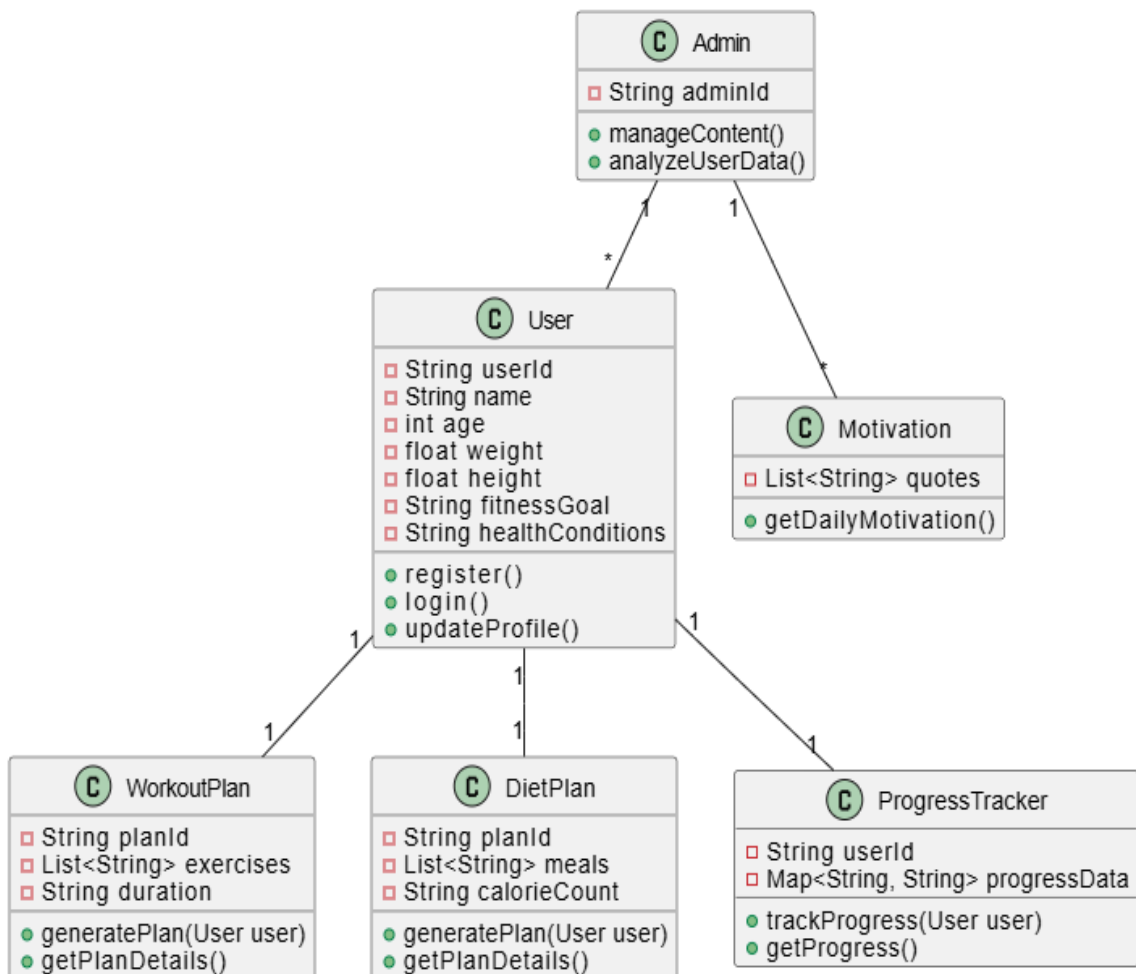 C Admin
String adminId
manageContent()
analyzeUserData()
1
1
*
*
C User
String userId
String name
int age
float weight
float height
String fitnessGoal
String healthConditions
register()
login()
updateProfile()
C Motivation
List<String> quotes
getDailyMotivation()
1
1
1
1
1
1
C WorkoutPlan
String planId
List<String> exercises
String duration
generatePlan(User user)
getPlanDetails()
C DietPlan
String planId
List<String> meals
String calorieCount
generatePlan(User user)
getPlanDetails()
C ProgressTracker
String userId
Map<String, String> progressData
trackProgress(User user)
getProgress()